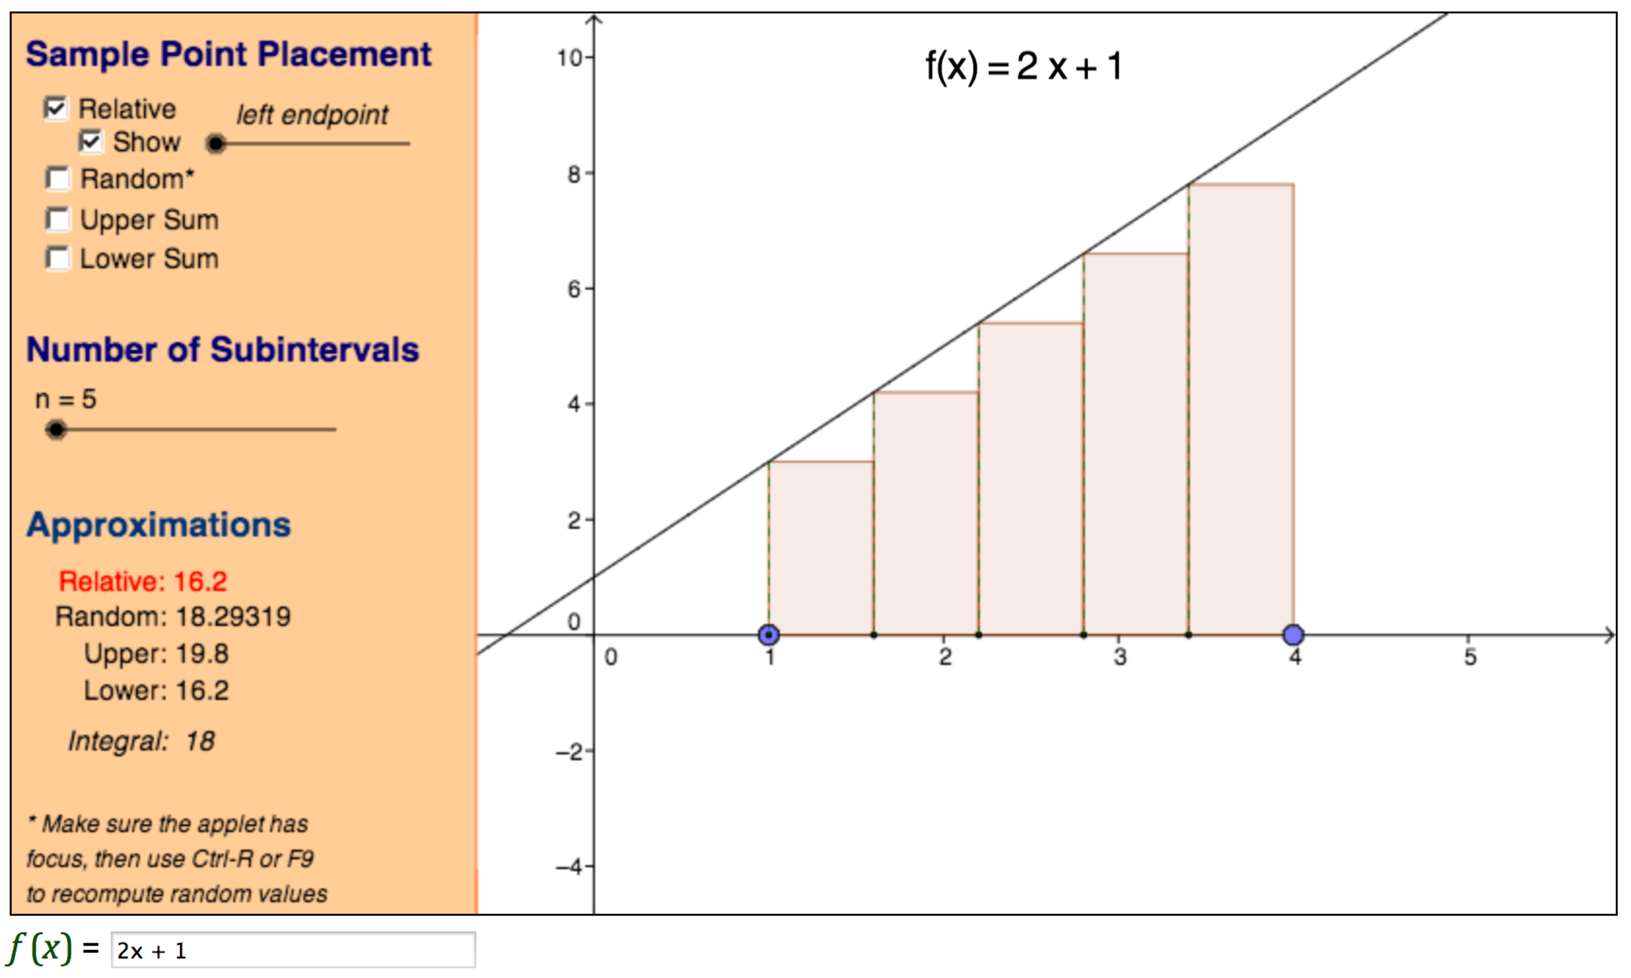 Sample Point Placement
Relative
left endpoint
Show
Random*
Upper Sum
Lower Sum
Number of Subintervals
n = 5
Approximations
Relative: 16.2
Random: 18.29319
Upper: 19.8
Lower: 16.2
Integral: 18
* Make sure the applet has
focus, then use Ctrl-R or F9
to recompute random values
f(x) = 2 x + 1
10
8
6
4
2
0
−2
−4
0 1 2 3 4 5
f (x) = 2x + 1